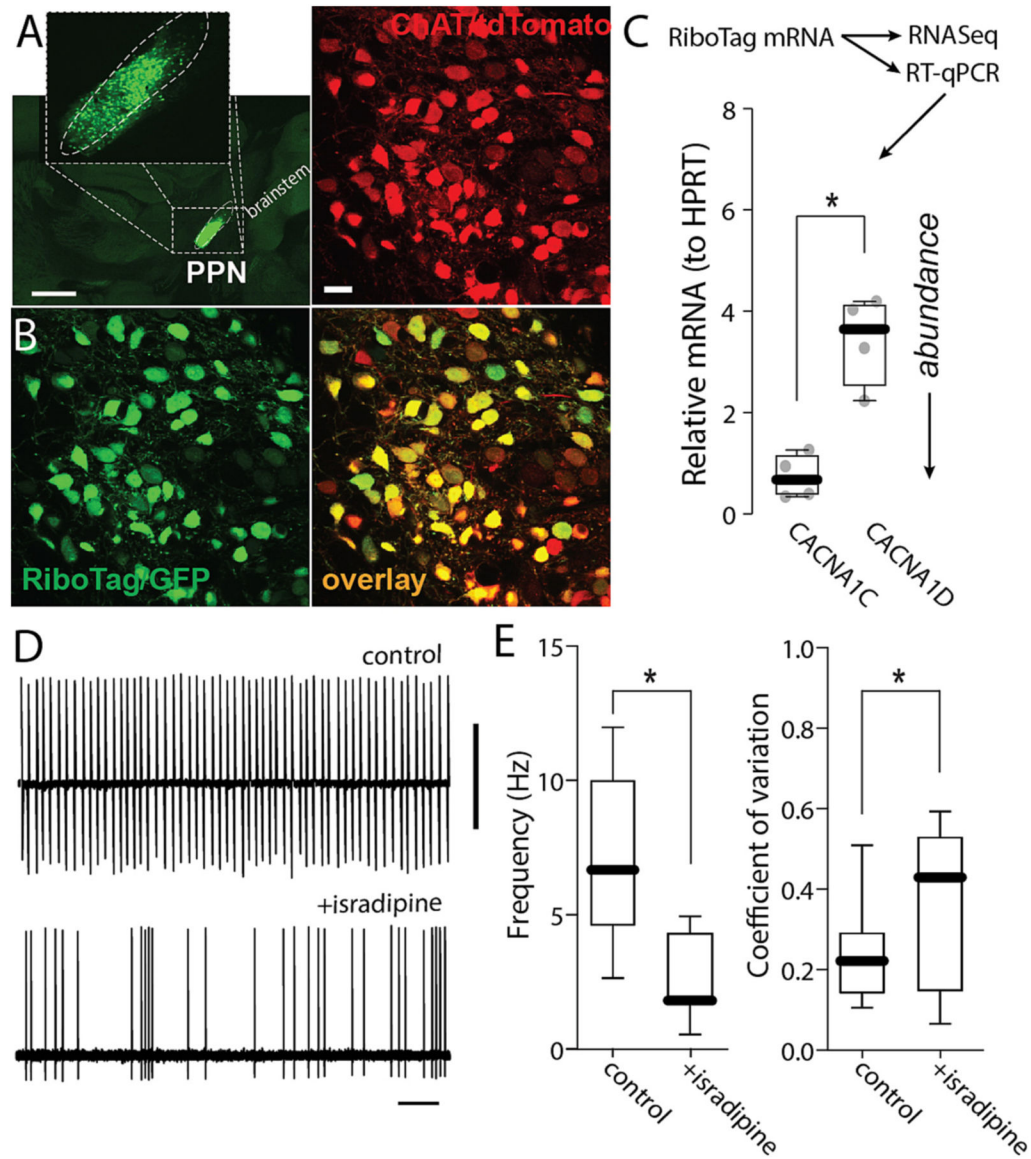 A
ChAT/tdTomato
brainstem
PPN
B
RiboTag/GFP
overlay
C
RiboTag mRNA
RNASeq
RT-qPCR
Relative mRNA (to HPRT)
8
6
4
2
0
*
abundance
CACNA1C
CACNA1D
D
control
+isradipine
E
Frequency (Hz)
15
10
5
0
*
control
+isradipine
Coefficient of variation
1.0
0.8
0.6
0.4
0.2
0.0
*
control
+isradipine